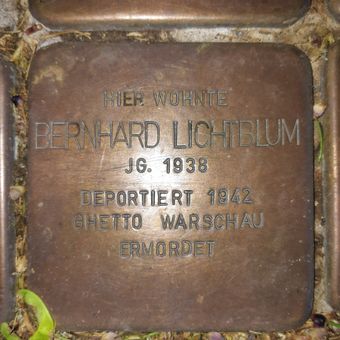 HIER WOHNTE
BERNHARD LICHTBLUM
JG. 1938
DEPORTIERT 1942
GHETTO WARSCHAU
ERMORDET